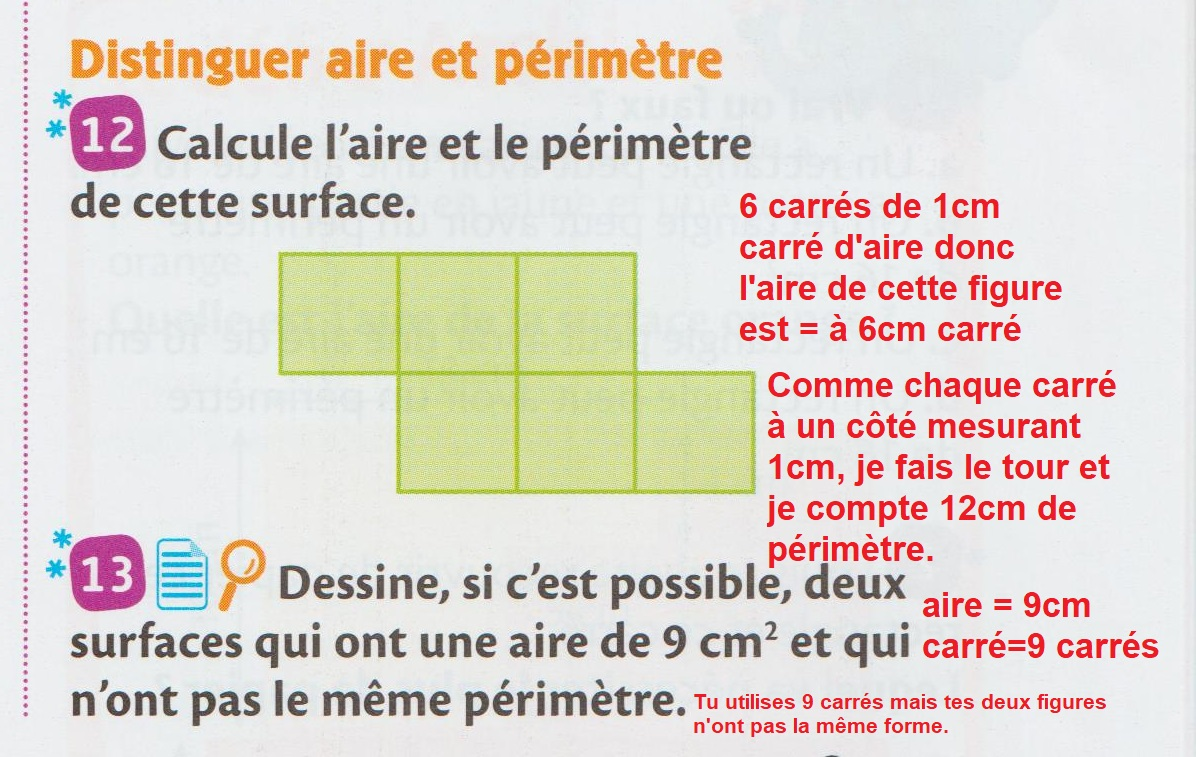 Distinguer aire et périmètre
12 Calcule l'aire et le périmètre
de cette surface.
6 carrés de 1cm
carré d'aire donc
l'aire de cette figure
est = à 6cm carré
Comme chaque carré
à un côté mesurant
1cm, je fais le tour et
je compte 12cm de
périmètre.
13 Dessine, si c'est possible, deux
surfaces qui ont une aire de 9 cm² et qui
n'ont pas le même périmètre.
aire = 9cm
carré=9 carrés
Tu utilises 9 carrés mais tes deux figures
n'ont pas la même forme.